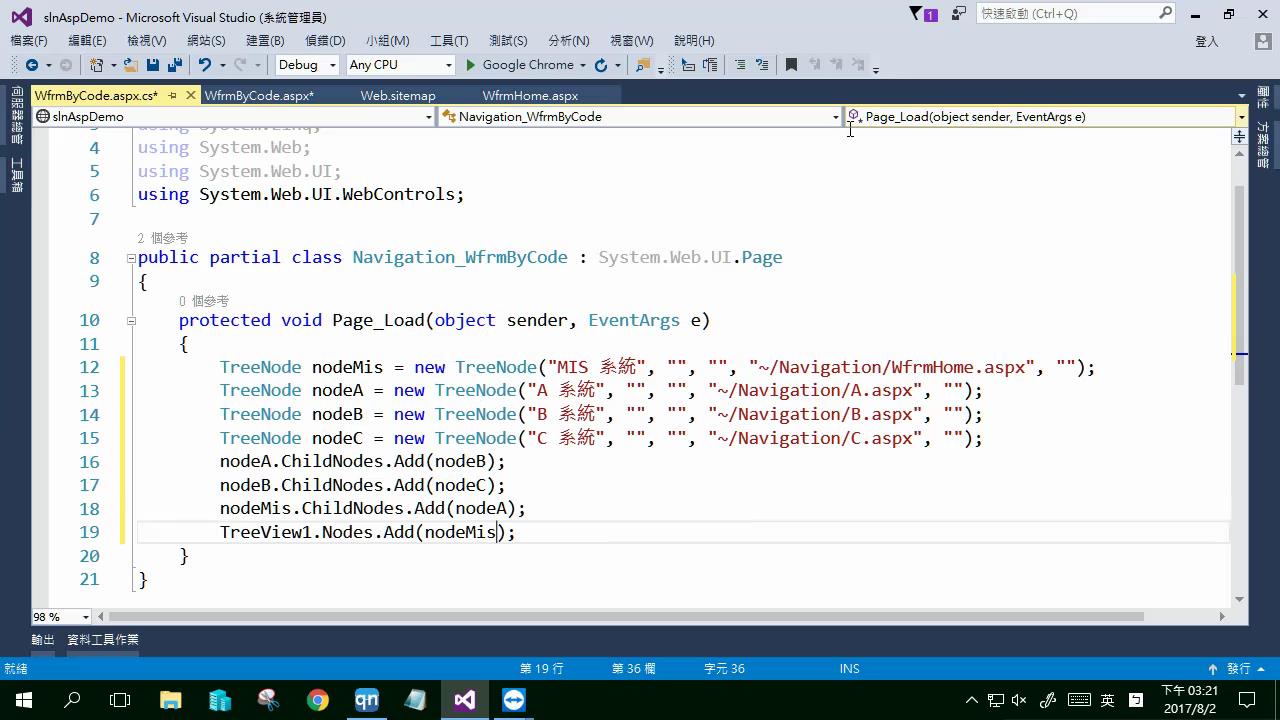 slnAspDemo - Microsoft Visual Studio (系統管理員)
1
快速啟動 (Ctrl+Q)
檔案(F) 編輯(E) 檢視(V) 網站(S) 建置(B) 偵錯(D) 小組(M) 工具(T) 測試(S) 分析(N) 視窗(W) 說明(H)
登入
Debug Any CPU Google Chrome
WfrmByCode.aspx.cs* WfrmByCode.aspx* Web.sitemap WfrmHome.aspx
slnAspDemo Navigation_WfrmByCode Page_Load(object sender, EventArgs e)
伺服器總管
工具箱
屬性
方案總管
3 using System.Linq;
4 using System.Web;
5 using System.Web.UI;
6 using System.Web.UI.WebControls;
7
2 個參考
8 public partial class Navigation_WfrmByCode : System.Web.UI.Page
9 {
0 個參考
10 protected void Page_Load(object sender, EventArgs e)
11 {
12 TreeNode nodeMis = new TreeNode("MIS 系統", "", "", "~/Navigation/WfrmHome.aspx", "");
13 TreeNode nodeA = new TreeNode("A 系統", "", "", "~/Navigation/A.aspx", "");
14 TreeNode nodeB = new TreeNode("B 系統", "", "", "~/Navigation/B.aspx", "");
15 TreeNode nodeC = new TreeNode("C 系統", "", "", "~/Navigation/C.aspx", "");
16 nodeA.ChildNodes.Add(nodeB);
17 nodeB.ChildNodes.Add(nodeC);
18 nodeMis.ChildNodes.Add(nodeA);
19 TreeView1.Nodes.Add(nodeMis);
20 }
21 }
98 %
輸出 資料工具作業
就緒 第 19 行 第 36 欄 字元 36 INS 發行
qn
英
下午 03:21
2017/8/2